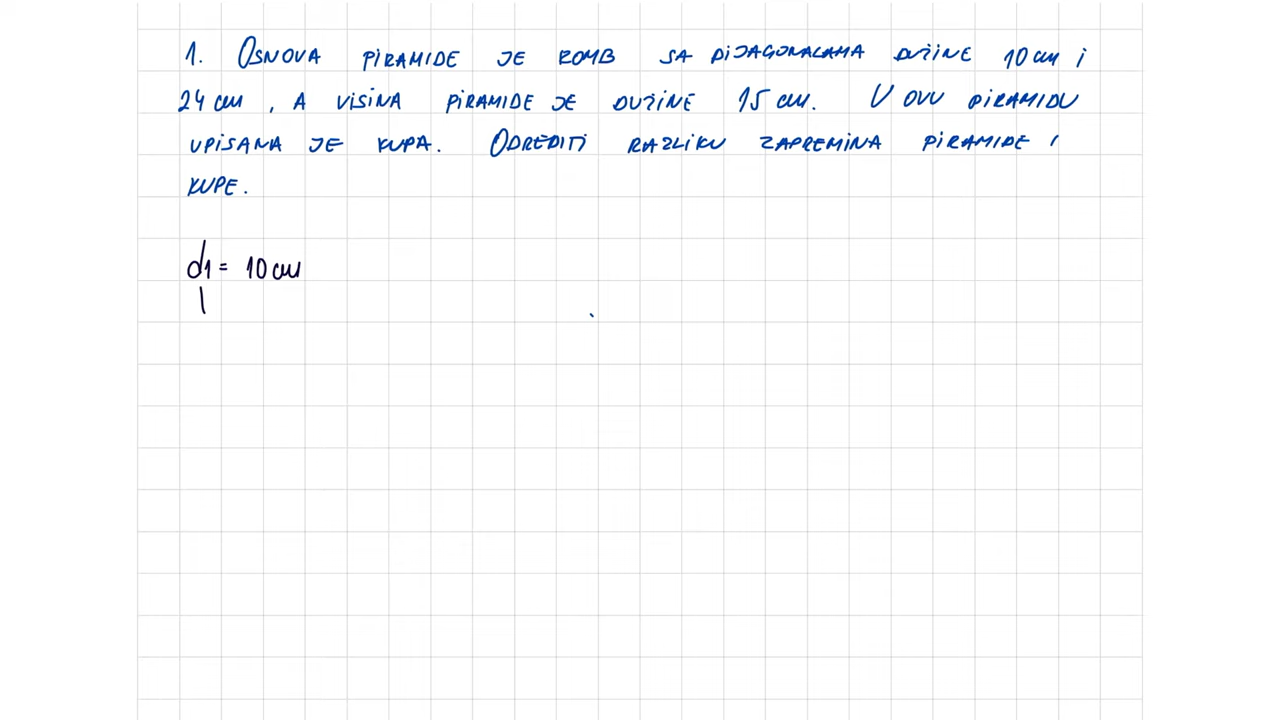 1. OSNOVA PIRAMIDE JE ROMB SA DIJAGONALAMA DUŽINE 10 cm i
24 cm, A VISINA PIRAMIDE JE DUŽINE 15 cm. U OVU PIRAMIDU
UPISANA JE KUPA. ODREDITI RAZLIKU ZAPREMINA PIRAMIDE I
KUPE.
d1 = 10 cm